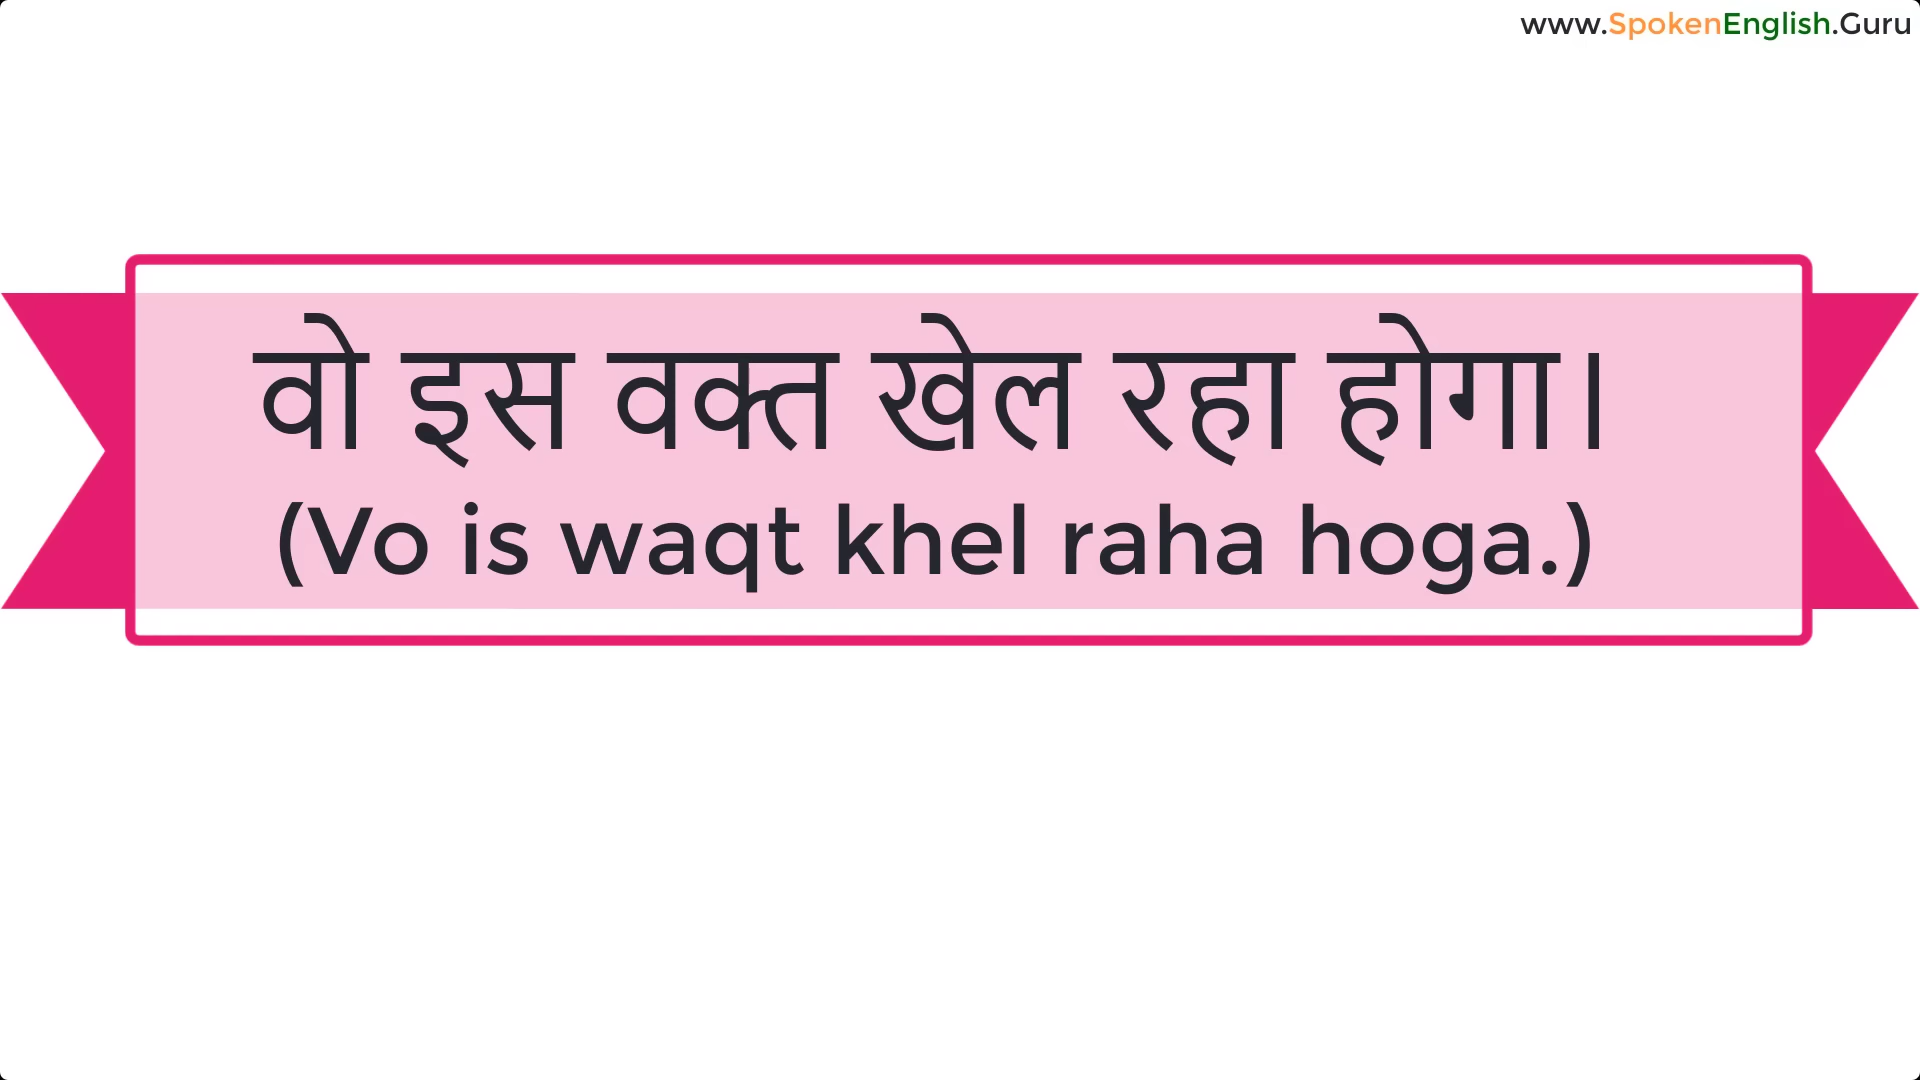 www.SpokenEnglish.Guru
वो इस वक्त खेल रहा होगा।
(Vo is waqt khel raha hoga.)